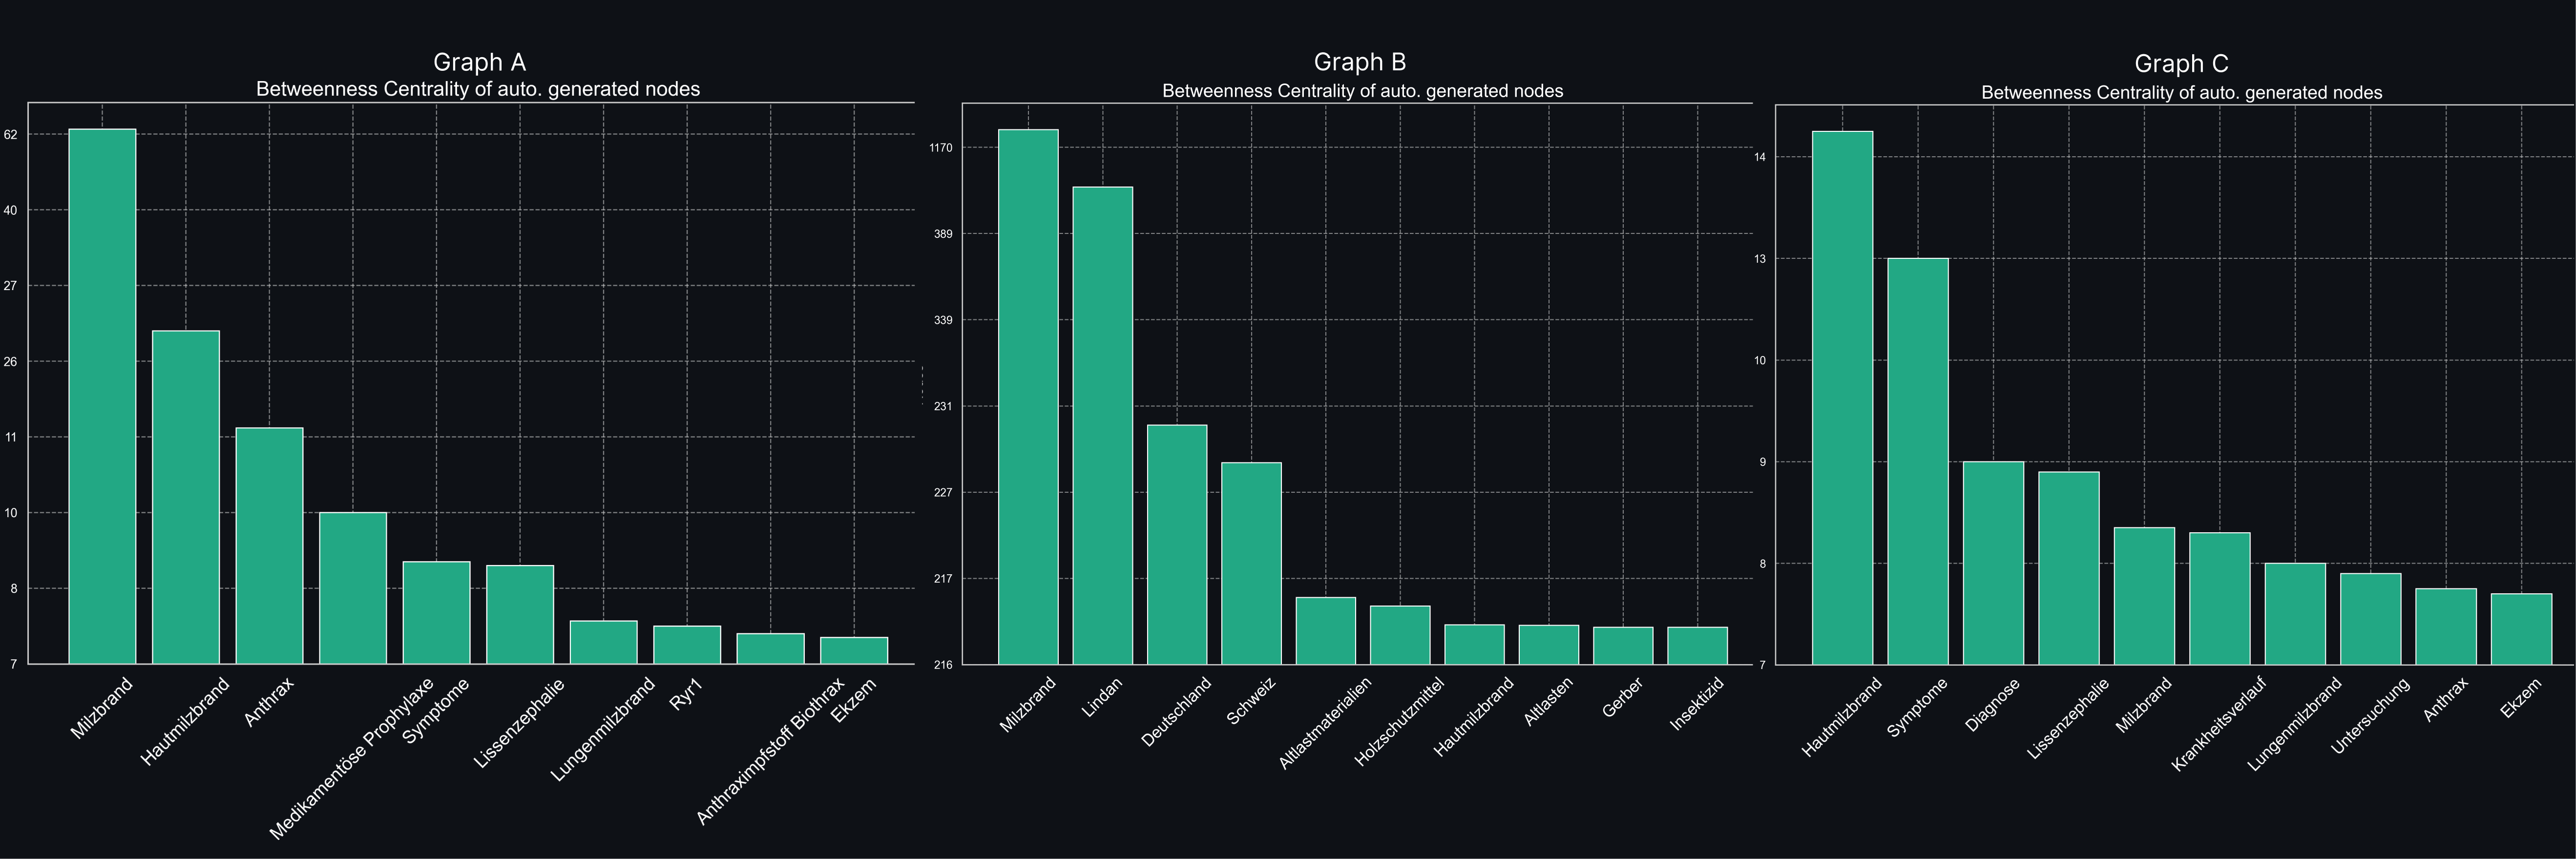 Graph A
Betweenness Centrality of auto. generated nodes
62
40
27
26
11
10
8
7
Milzbrand
Hautmilzbrand
Anthrax
Medikamentöse Prophylaxe
Symptome
Lissenzephalie
Lungenmilzbrand
Ryr1
Anthraximpfstoff Biothrax
Ekzem
Graph B
Betweenness Centrality of auto. generated nodes
1170
389
339
231
227
217
216
Milzbrand
Lindan
Deutschland
Schweiz
Altlastmaterialien
Holzschutzmittel
Hautmilzbrand
Altlasten
Gerber
Insektizid
Graph C
Betweenness Centrality of auto. generated nodes
14
13
10
9
8
7
Hautmilzbrand
Symptome
Diagnose
Lissenzephalie
Milzbrand
Krankheitsverlauf
Lungenmilzbrand
Untersuchung
Anthrax
Ekzem